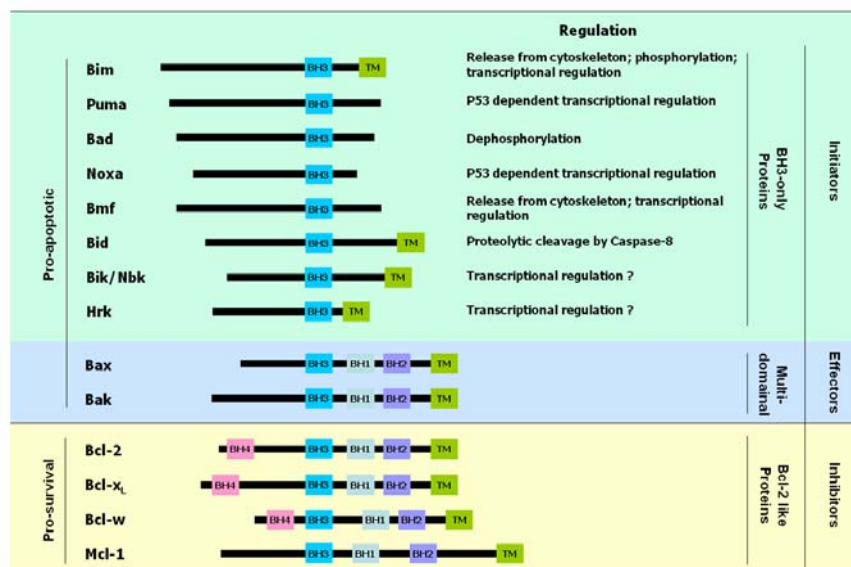 Regulation
Bim BH3 TM Release from cytoskeleton; phosphorylation;
transcriptional regulation
Puma BH3 P53 dependent transcriptional regulation
Bad BH3 Dephosphorylation
Noxa BH3 P53 dependent transcriptional regulation
Bmf BH3 Release from cytoskeleton; transcriptional
regulation
Bid BH3 TM Proteolytic cleavage by Caspase-8
Bik/Nbk BH3 TM Transcriptional regulation ?
Hrk BH3 TM Transcriptional regulation ?
Pro-apoptotic
BH3-only
Proteins
Initiators
Bax BH3 BH1 BH2 TM
Bak BH3 BH1 BH2 TM
Multi-
domainal
Effectors
Bcl-2 BH4 BH3 BH1 BH2 TM
Bcl-xL BH4 BH3 BH1 BH2 TM
Bcl-w BH4 BH3 BH1 BH2 TM
Mcl-1 BH3 BH1 BH2 TM
Pro-survival
Bcl-2 like
Proteins
Inhibitors